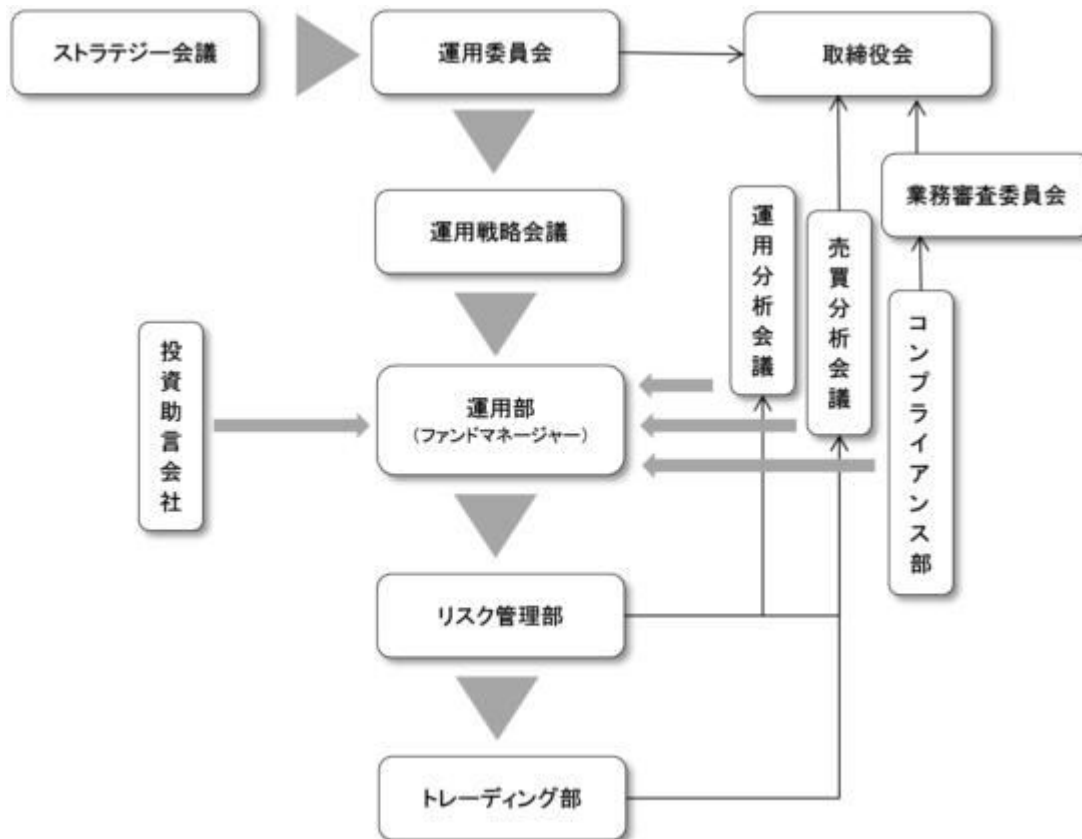 ストラテジー会議
運用委員会
取締役会
業務審査委員会
運用戦略会議
運用分析会議
売買分析会議
コンプライアンス部
投資助言会社
運用部
（ファンドマネージャー）
リスク管理部
トレーディング部